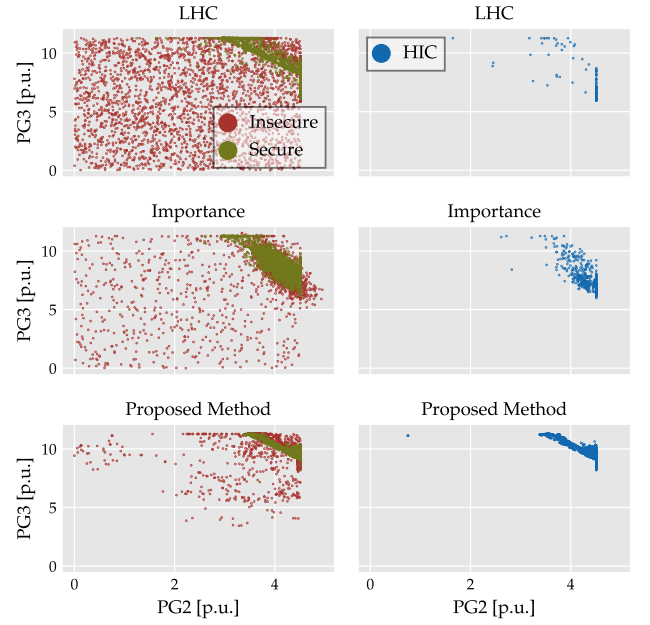 LHC
LHC
10
5
0
PG3 [p.u.]
Insecure
Secure
HIC
Importance
Importance
10
5
0
PG3 [p.u.]
Proposed Method
Proposed Method
10
5
0
PG3 [p.u.]
0 2 4
0 2 4
PG2 [p.u.]
PG2 [p.u.]